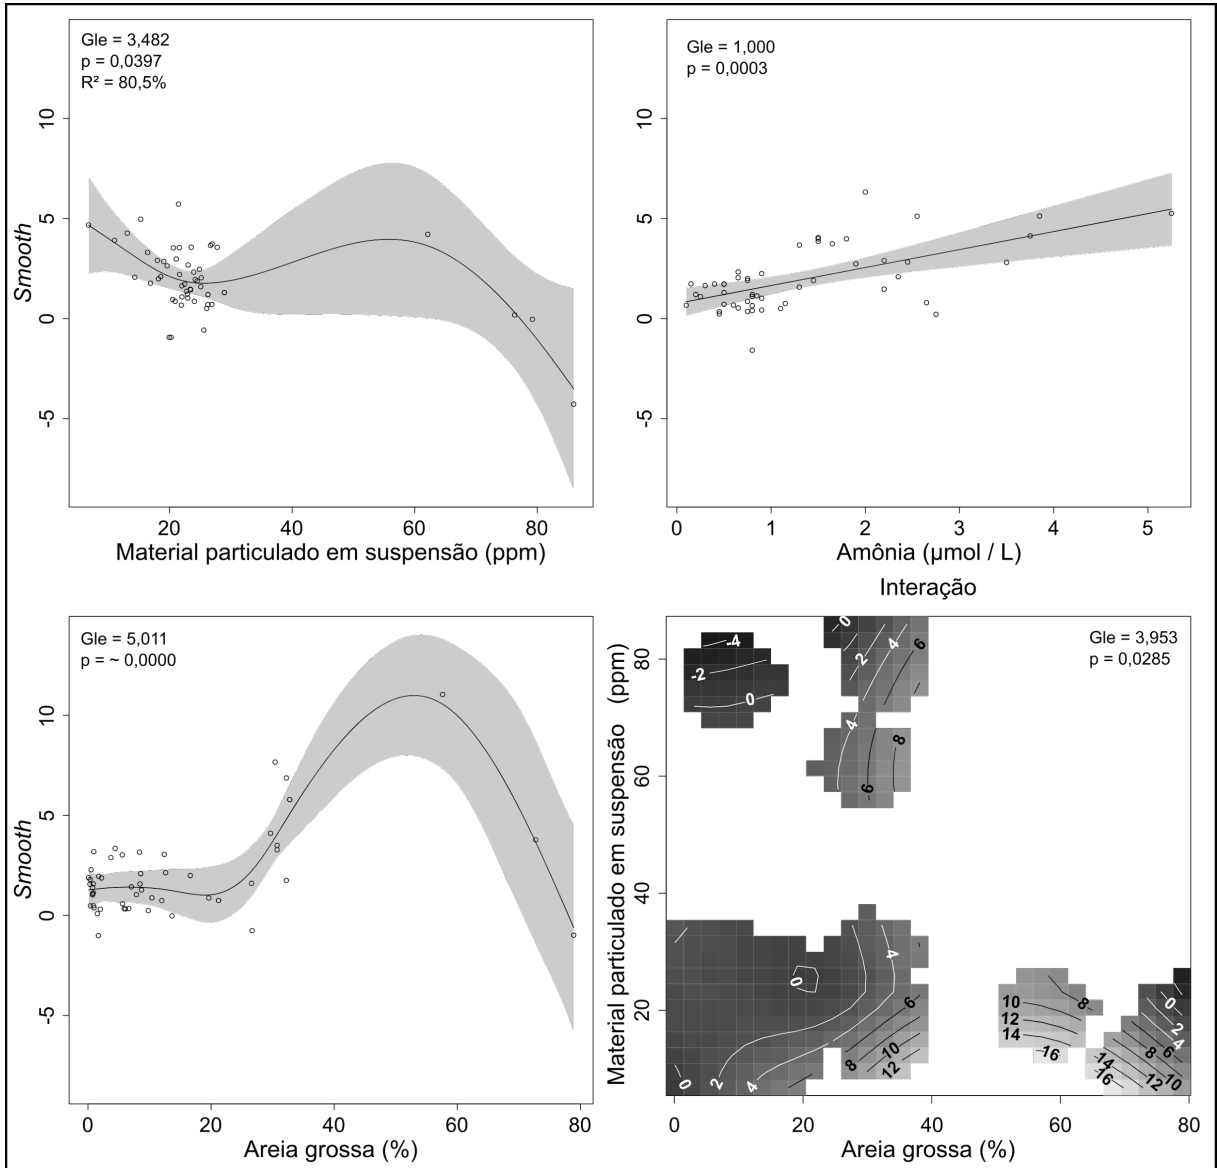 Gle = 3,482
p = 0,0397
R² = 80,5%
10
5
0
-5
Smooth
20 40 60 80
Material particulado em suspensão (ppm)
Gle = 1,000
p = 0,0003
10
5
0
-5
0 1 2 3 4 5
Amônia (µmol / L)
Gle = 5,011
p = ~ 0,0000
10
5
0
-5
Smooth
0 20 40 60 80
Areia grossa (%)
Interação
Gle = 3,953
p = 0,0285
80
60
40
20
Material particulado em suspensão (ppm)
-4
-2
0
0
2
4
6
4
6
8
0
4
6
0
2
4
8
10
12
10
12
14
16
8
0
2
4
6
8
10
12
14
16
0 20 40 60 80
Areia grossa (%)